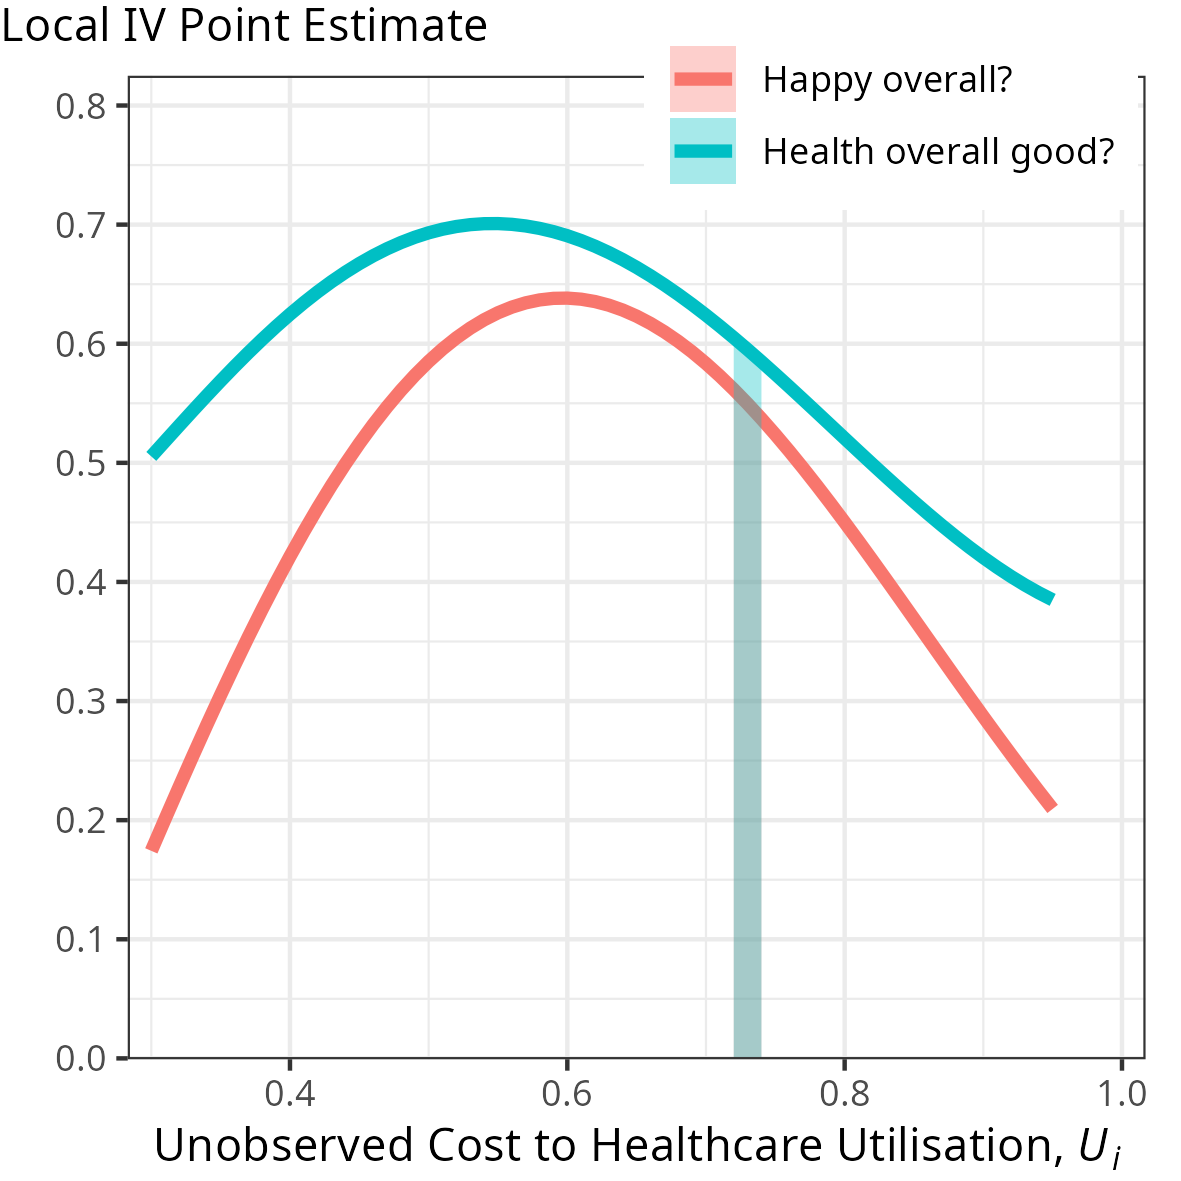 Local IV Point Estimate
Happy overall?
Health overall good?
0.8
0.7
0.6
0.5
0.4
0.3
0.2
0.1
0.0
0.4 0.6 0.8 1.0
Unobserved Cost to Healthcare Utilisation, U i